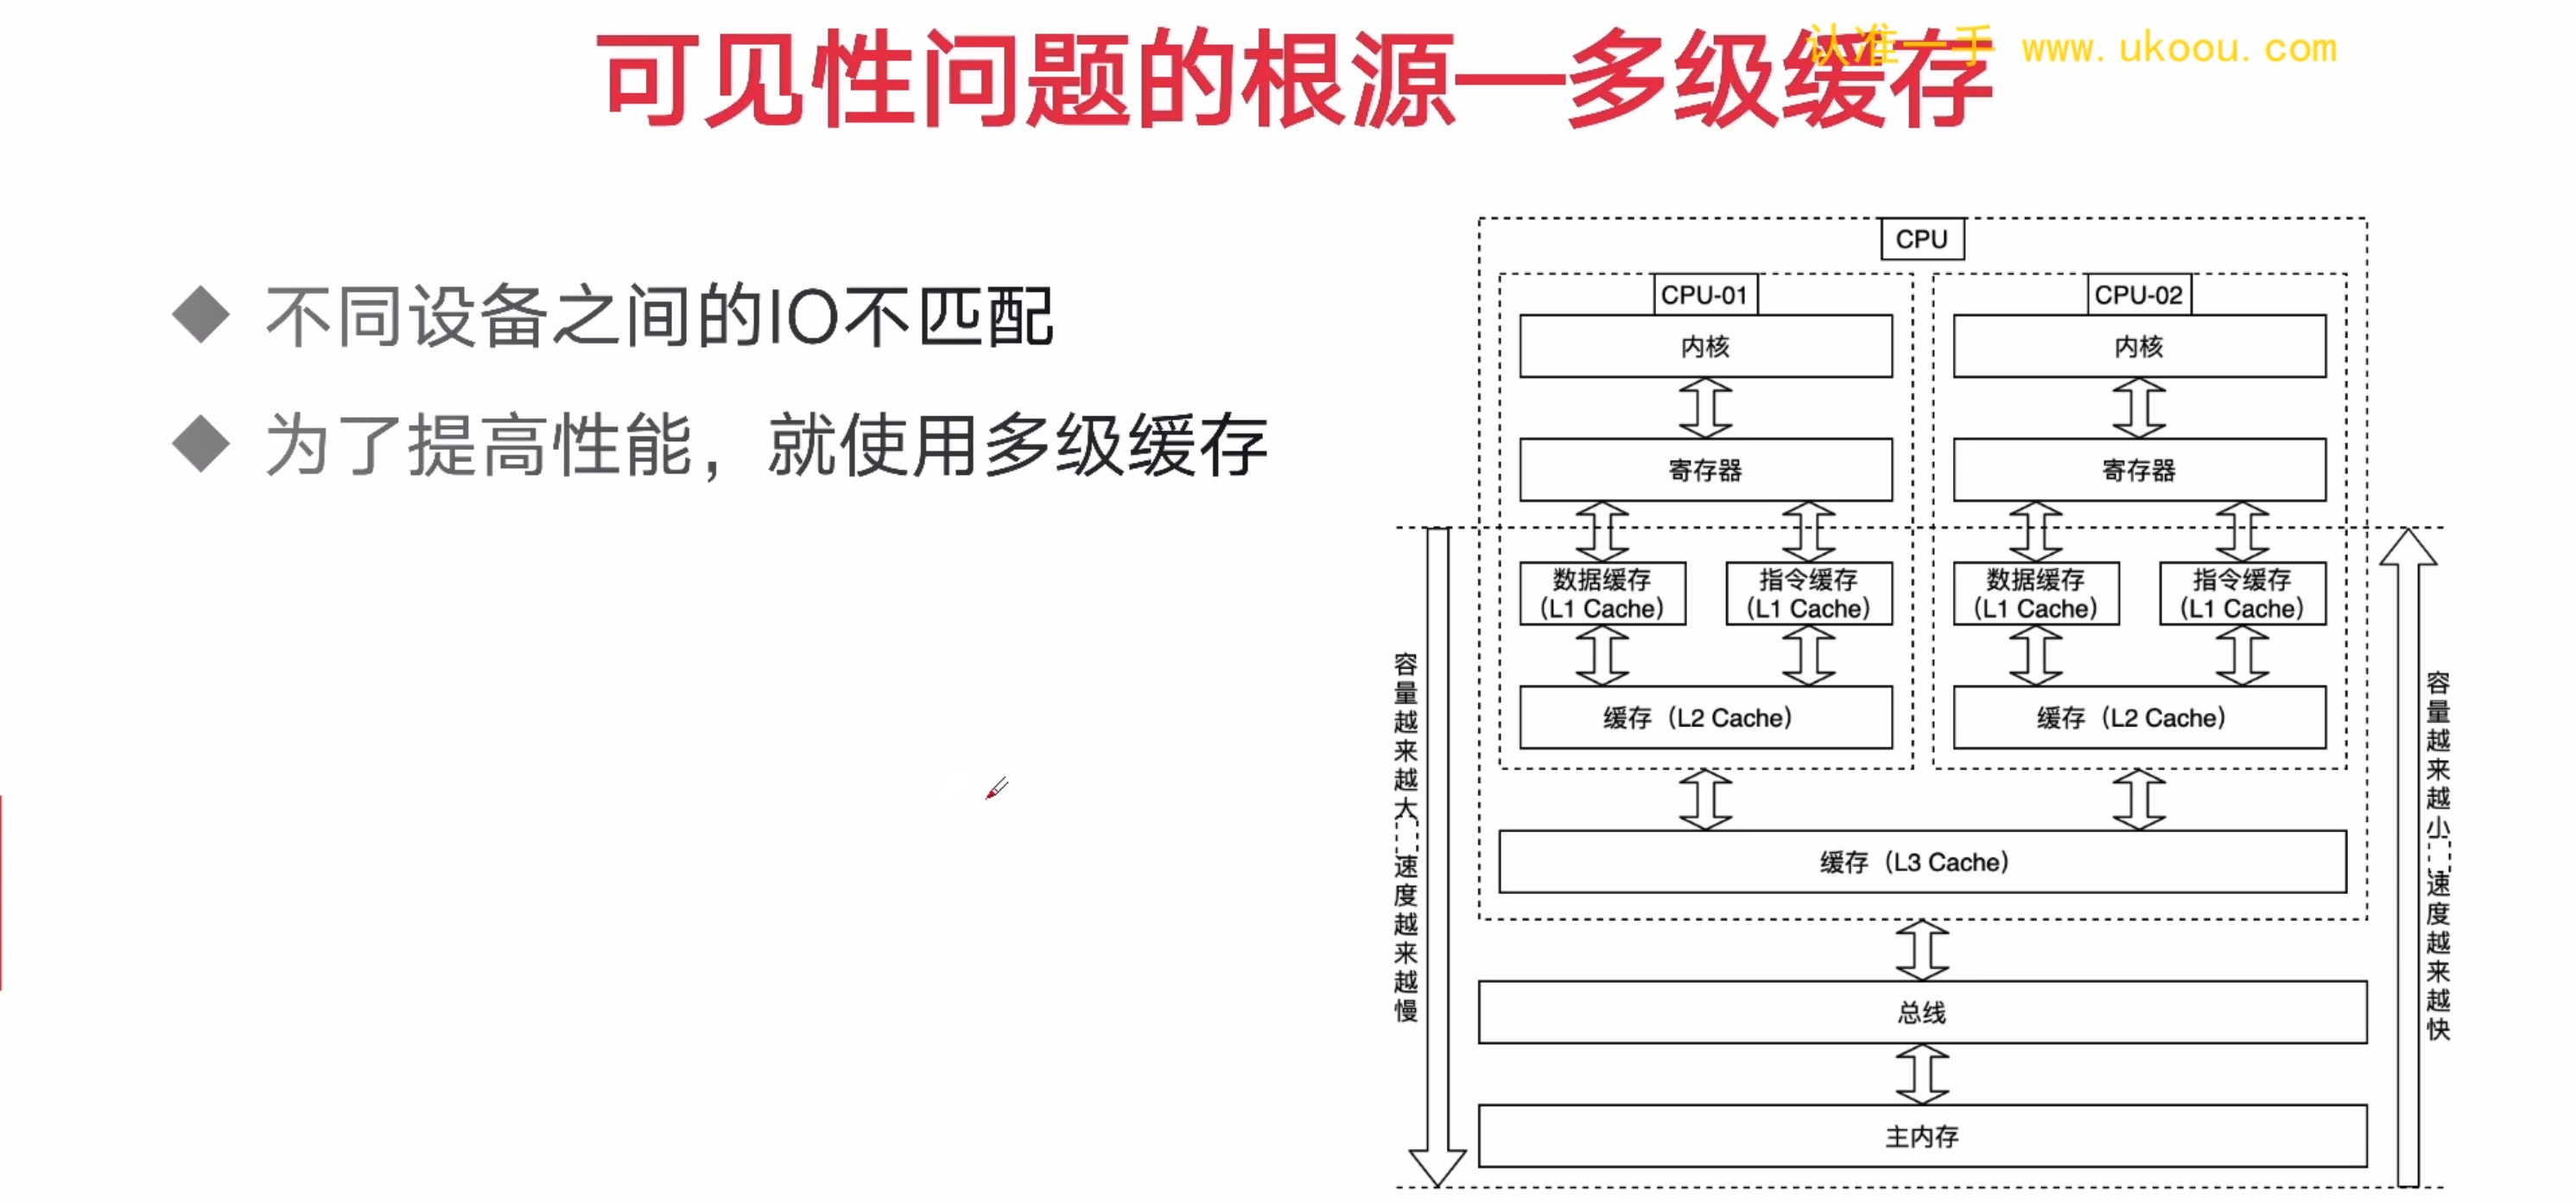 可见性问题的根源—多级缓存
认准一手 www.ukoou.com
不同设备之间的IO不匹配
为了提高性能，就使用多级缓存
CPU
CPU-01
CPU-02
内核
内核
寄存器
寄存器
数据缓存
（L1 Cache）
指令缓存
（L1 Cache）
数据缓存
（L1 Cache）
指令缓存
（L1 Cache）
缓存（L2 Cache）
缓存（L2 Cache）
缓存（L3 Cache）
总线
主内存
容量越来越大
速度越来越慢
容量越来越小
速度越来越快